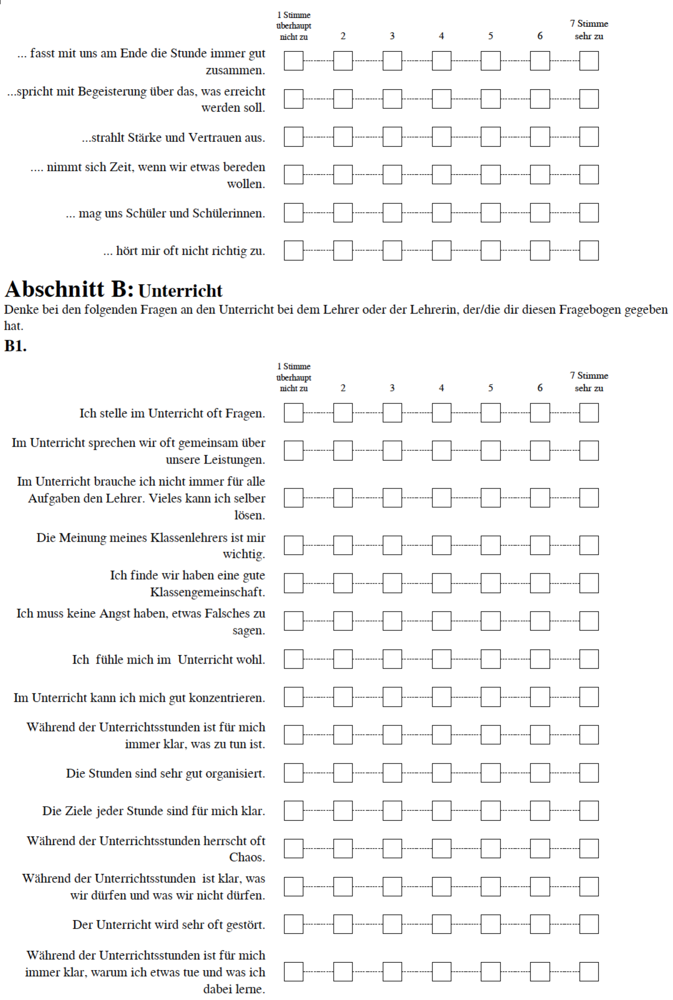 1 Stimme
überhaupt
nicht zu 2 3 4 5 6 7 Stimme
sehr zu
... fasst mit uns am Ende die Stunde immer gut
zusammen.
...spricht mit Begeisterung über das, was erreicht
werden soll.
...strahlt Stärke und Vertrauen aus.
.... nimmt sich Zeit, wenn wir etwas bereden
wollen.
... mag uns Schüler und Schülerinnen.
... hört mir oft nicht richtig zu.
Abschnitt B: Unterricht
Denke bei den folgenden Fragen an den Unterricht bei dem Lehrer oder der Lehrerin, der/die dir diesen Fragebogen gegeben
hat.
B1.
1 Stimme
überhaupt
nicht zu 2 3 4 5 6 7 Stimme
sehr zu
Ich stelle im Unterricht oft Fragen.
Im Unterricht sprechen wir oft gemeinsam über
unsere Leistungen.
Im Unterricht brauche ich nicht immer für alle
Aufgaben den Lehrer. Vieles kann ich selber
lösen.
Die Meinung meines Klassenlehrers ist mir
wichtig.
Ich finde wir haben eine gute
Klassengemeinschaft.
Ich muss keine Angst haben, etwas Falsches zu
sagen.
Ich fühle mich im Unterricht wohl.
Im Unterricht kann ich mich gut konzentrieren.
Während der Unterrichtsstunden ist für mich
immer klar, was zu tun ist.
Die Stunden sind sehr gut organisiert.
Die Ziele jeder Stunde sind für mich klar.
Während der Unterrichtsstunden herrscht oft
Chaos.
Während der Unterrichtsstunden ist klar, was
wir dürfen und was wir nicht dürfen.
Der Unterricht wird sehr oft gestört.
Während der Unterrichtsstunden ist für mich
immer klar, warum ich etwas tue und was ich
dabei lerne.